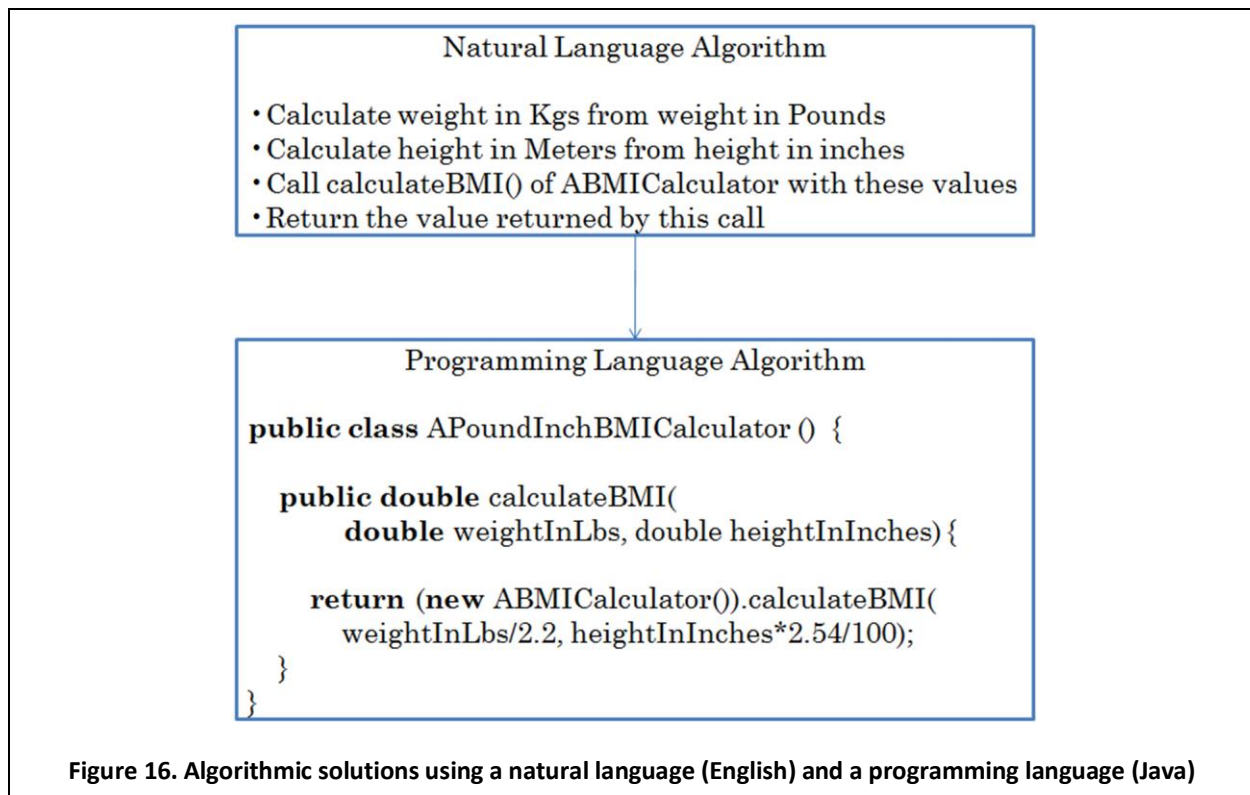 Natural Language Algorithm
• Calculate weight in Kgs from weight in Pounds
• Calculate height in Meters from height in inches
• Call calculateBMI() of ABMICalculator with these values
• Return the value returned by this call
Programming Language Algorithm
public class APoundInchBMICalculator () {
public double calculateBMI(
double weightInLbs, double heightInInches) {
return (new ABMICalculator()).calculateBMI(
weightInLbs/2.2, heightInInches*2.54/100);
}
}
Figure 16. Algorithmic solutions using a natural language (English) and a programming language (Java)